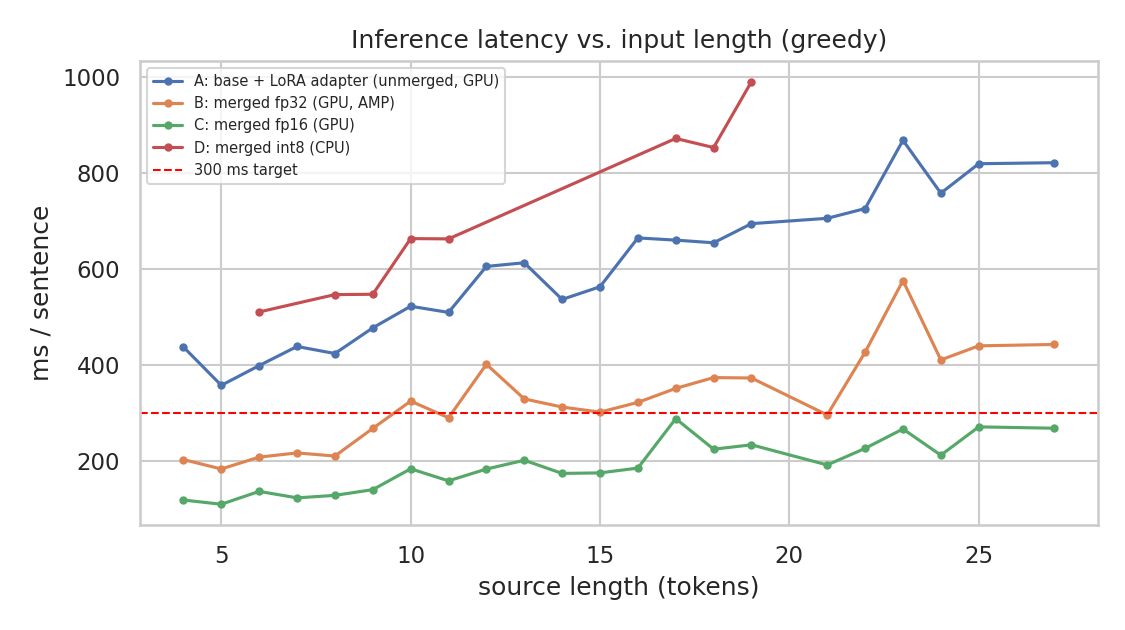 Inference latency vs. input length (greedy)
ms / sentence
1000
800
600
400
200
A: base + LoRA adapter (unmerged, GPU)
B: merged fp32 (GPU, AMP)
C: merged fp16 (GPU)
D: merged int8 (CPU)
300 ms target
5 10 15 20 25
source length (tokens)